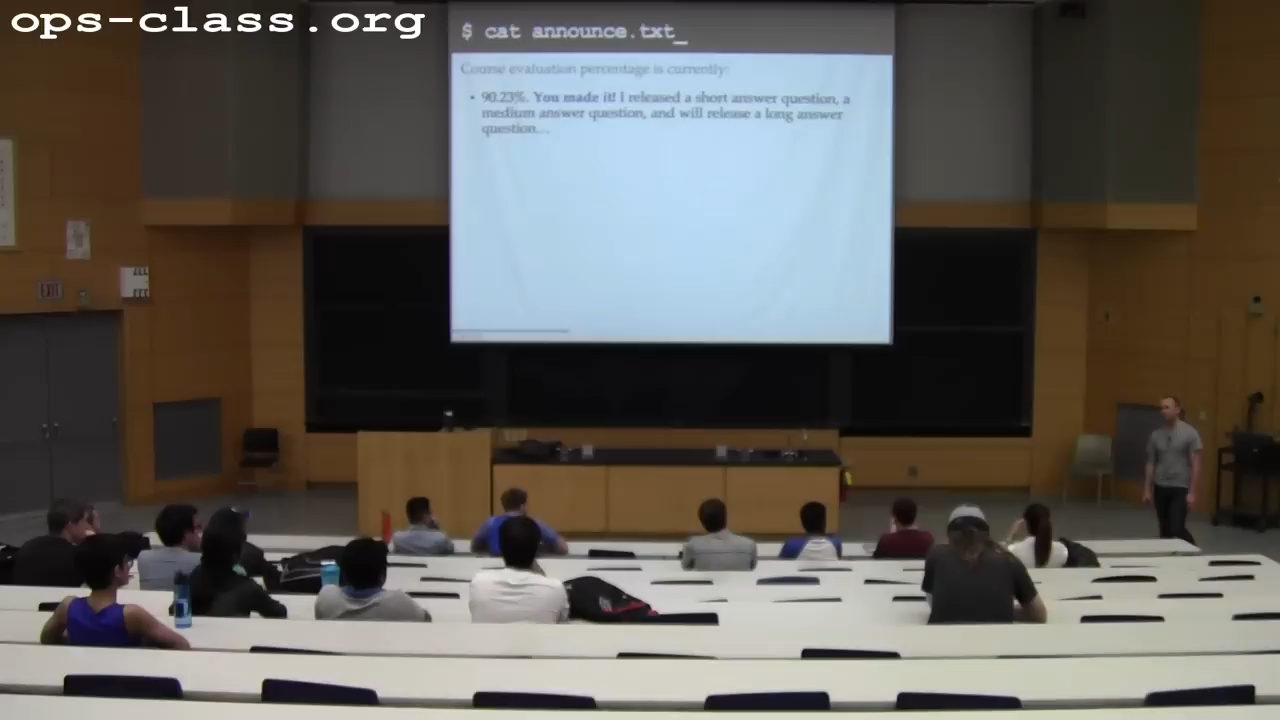 ops-class.org
$ cat announce.txt_
Course evaluation percentage is currently:
• 90.23%. You made it! I released a short answer question, a
medium answer question, and will release a long answer
question...
EXIT